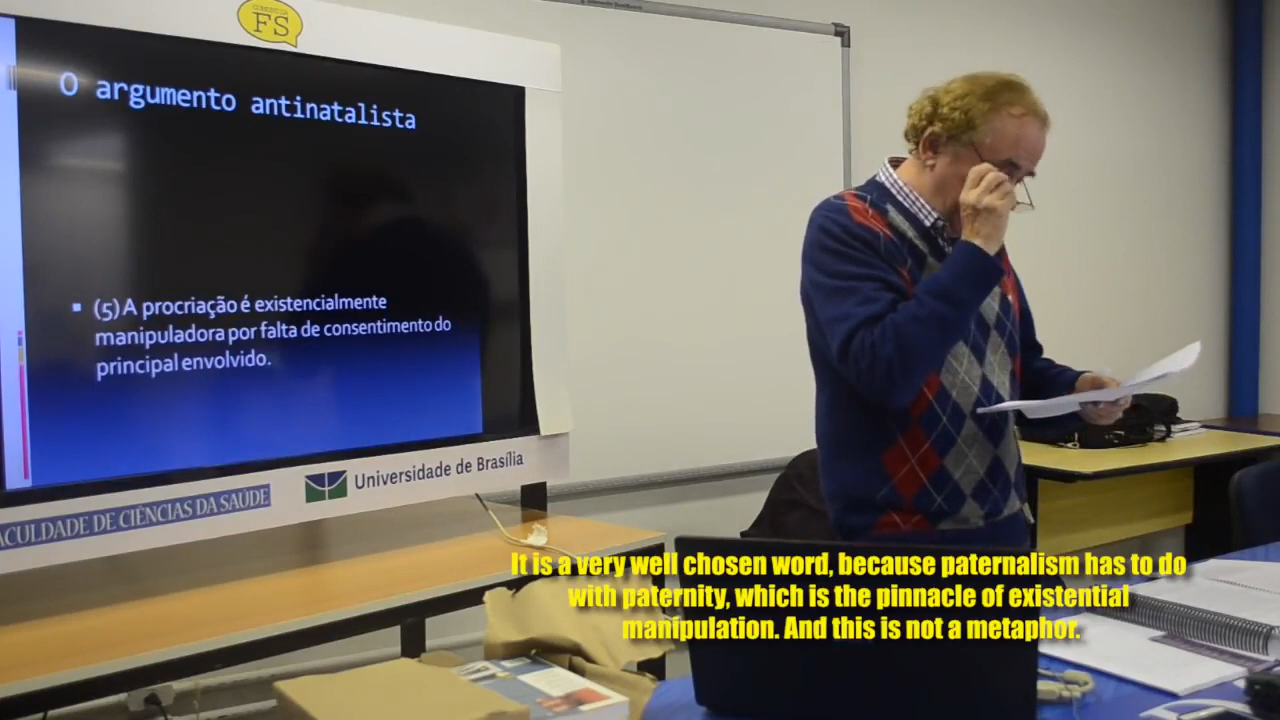 FS
O argumento antinatalista
(5) A procriação é existencialmente
manipuladora por falta de consentimento do
principal envolvido.
Universidade de Brasília
ACULDADE DE CIÊNCIAS DA SAÚDE
It is a very well chosen word, because paternalism has to do
with paternity, which is the pinnacle of existential
manipulation. And this is not a metaphor.